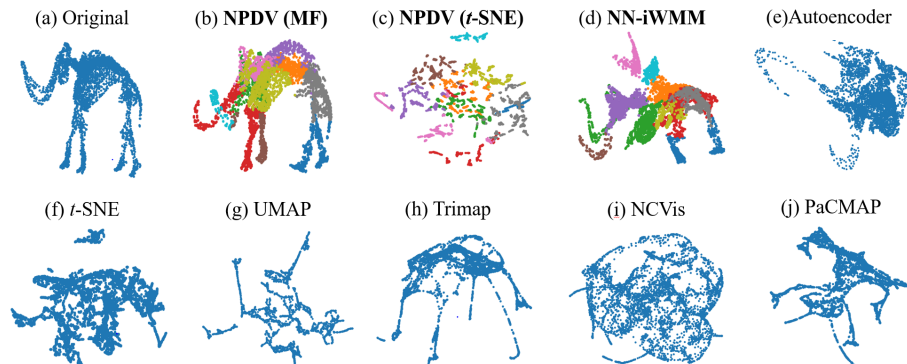 (a) Original
(b) NPDV (MF)
(c) NPDV (t-SNE)
(d) NN-iWMM
(e)Autoencoder
(f) t-SNE
(g) UMAP
(h) Trimap
(i) NCVis
(j) PaCMAP